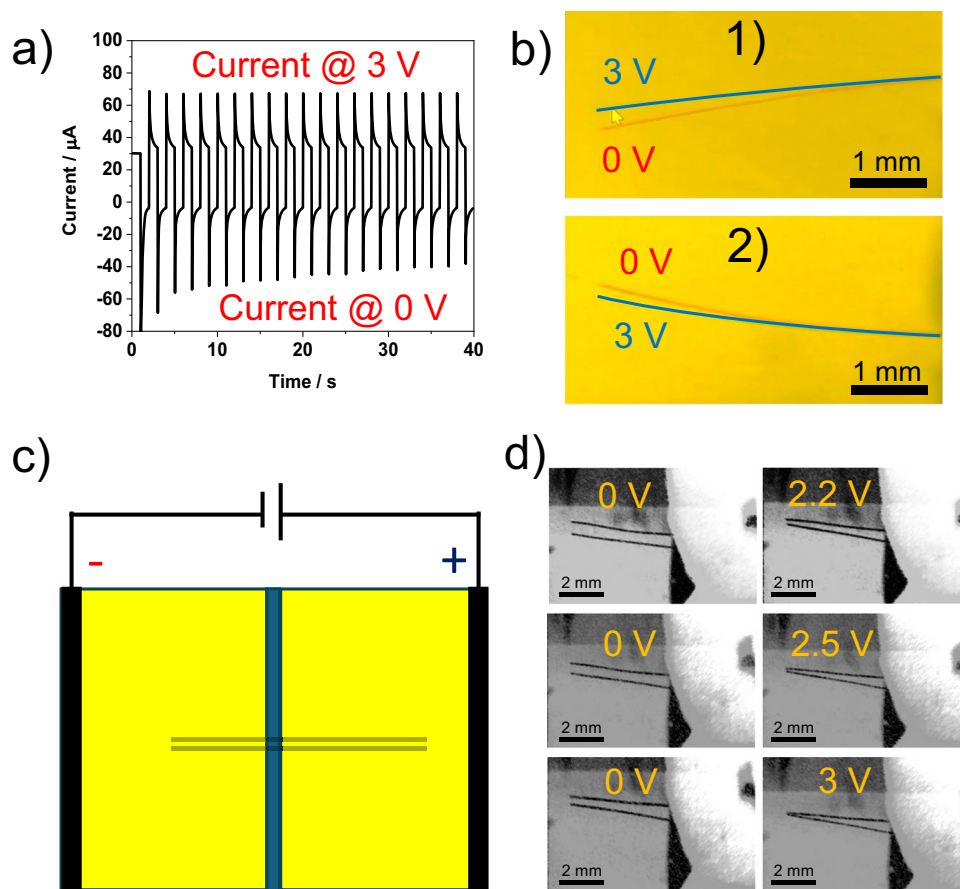 a)
100
80
60
40
20
0
-20
-40
-60
-80
Current / µA
Current @ 3 V
Current @ 0 V
0
10
20
30
40
Time / s
b)
1)
3 V
0 V
1 mm
2)
0 V
3 V
1 mm
c)
-
+
d)
0 V
2 mm
2.2 V
2 mm
0 V
2 mm
2.5 V
2 mm
0 V
2 mm
3 V
2 mm